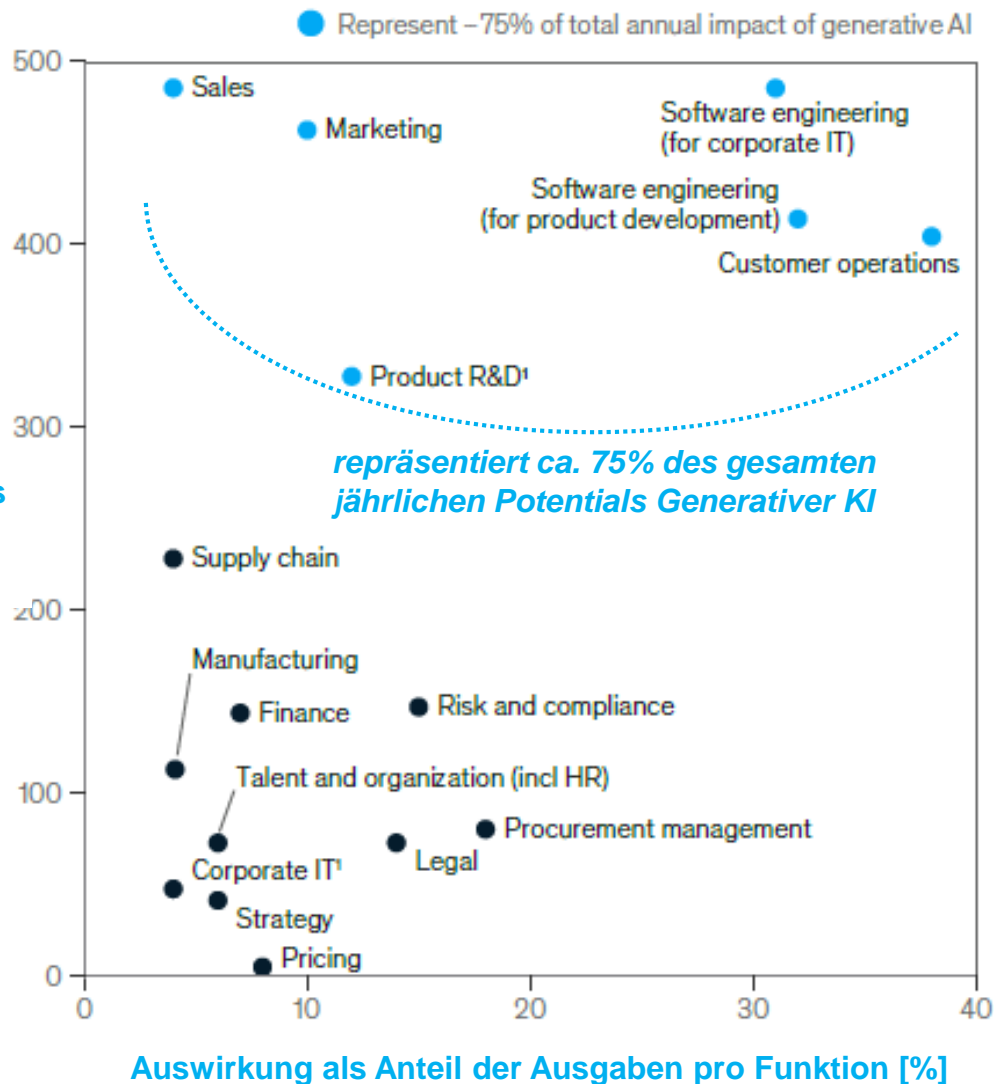 Represent ~75% of total annual impact of generative AI
500
Sales
Marketing
Software engineering
(for corporate IT)
Software engineering
(for product development)
400
Customer operations
Product R&D¹
300
repräsentiert ca. 75% des gesamten
jährlichen Potentials Generativer KI
s
Supply chain
200
Manufacturing
Finance
Risk and compliance
Talent and organization (incl HR)
100
Procurement management
Legal
Corporate IT¹
Strategy
Pricing
0
0 10 20 30 40
Auswirkung als Anteil der Ausgaben pro Funktion [%]